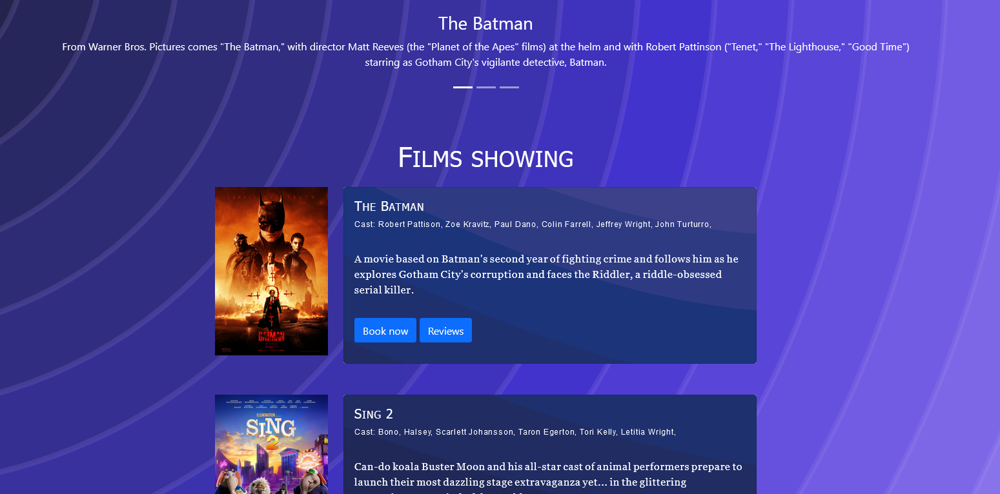 The Batman
From Warner Bros. Pictures comes "The Batman," with director Matt Reeves (the "Planet of the Apes" films) at the helm and with Robert Pattinson ("Tenet," "The Lighthouse," "Good Time")
starring as Gotham City's vigilante detective, Batman.
Films showing
The Batman
Cast: Robert Pattison, Zoe Kravitz, Paul Dano, Colin Farrell, Jeffrey Wright, John Turturro,
A movie based on Batman's second year of fighting crime and follows him as he
explores Gotham City's corruption and faces the Riddler, a riddle-obsessed
serial killer.
Book now Reviews
BATMAN
Sing 2
Cast: Bono, Halsey, Scarlett Johansson, Taron Egerton, Tori Kelly, Letitia Wright,
ILLUMINATION
SING
2
Can-do koala Buster Moon and his all-star cast of animal performers prepare to
launch their most dazzling stage extravaganza yet... in the glittering